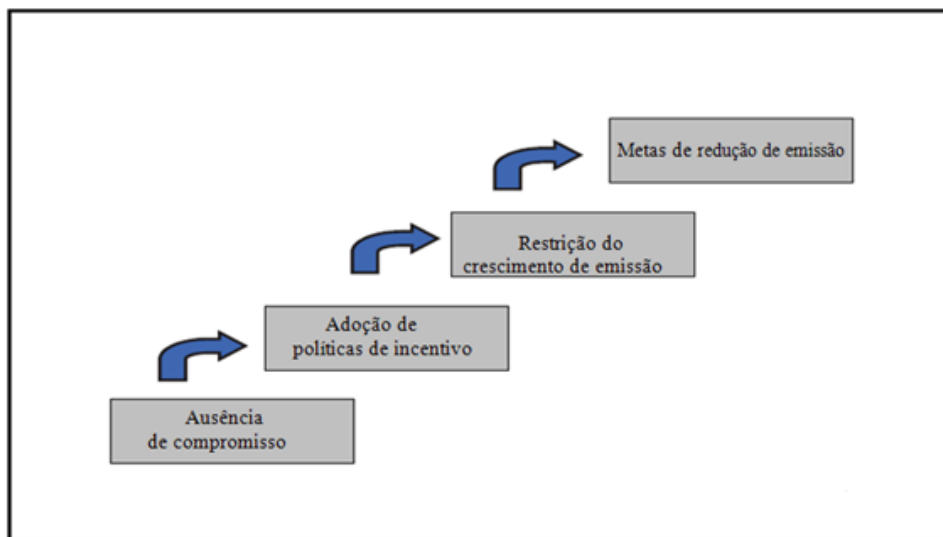 Metas de redução de emissão
Restrição do
crescimento de emissão
Adoção de
políticas de incentivo
Ausência
de compromisso